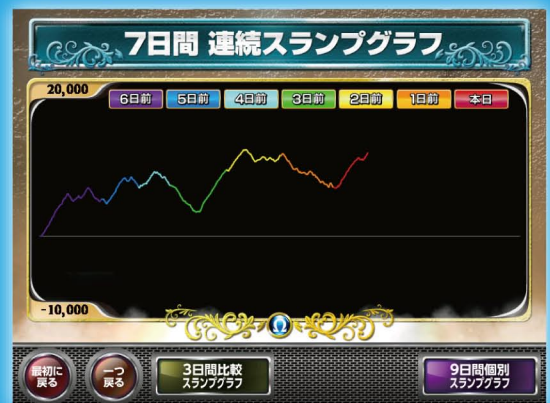 7日間 連続スランプグラフ
20,000
6日前 5日前 4日前 3日前 2日前 1日前 本日
-10,000
Ω
最初に
戻る
一つ
戻る
3日間比較
スランプグラフ
9日間個別
スランプグラフ